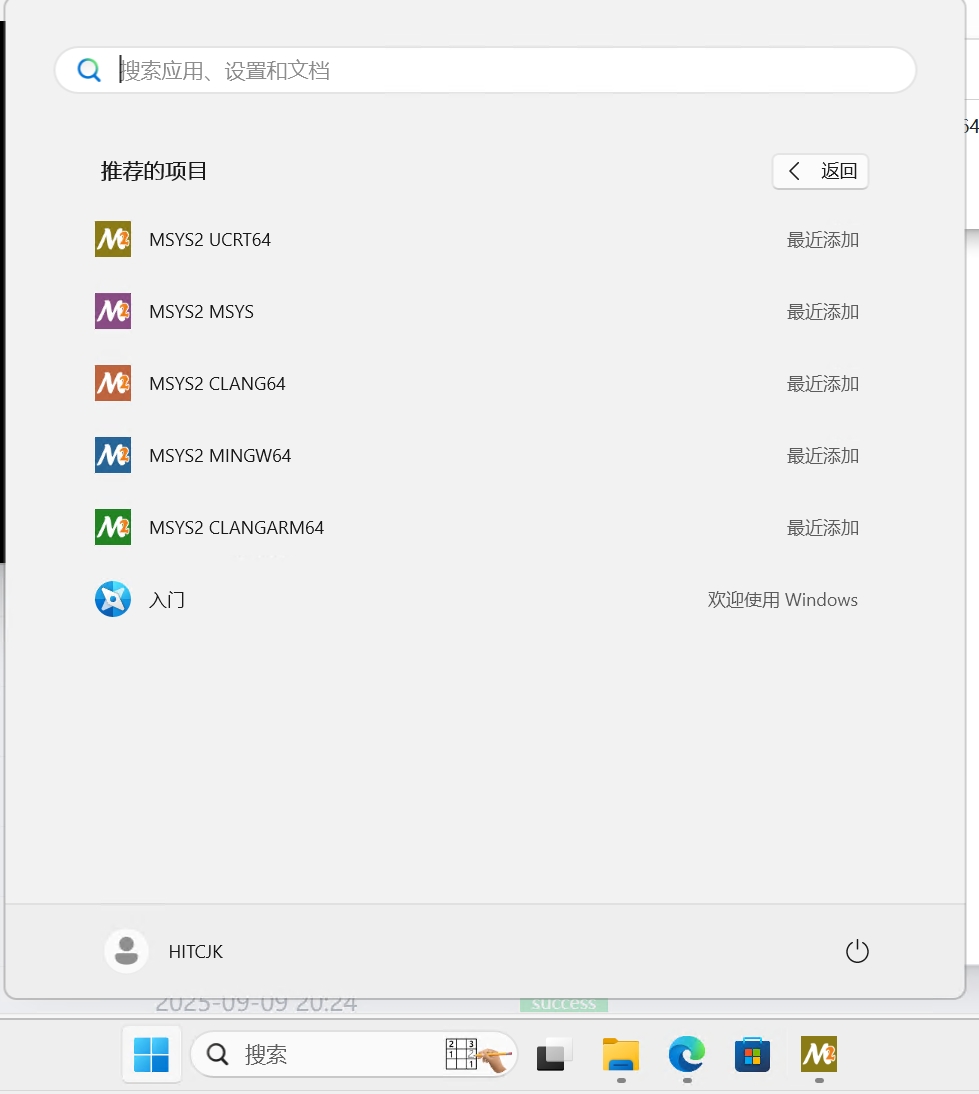 搜索应用、设置和文档
64
推荐的项目
返回
MSYS2 UCRT64
最近添加
MSYS2 MSYS
最近添加
MSYS2 CLANG64
最近添加
MSYS2 MINGW64
最近添加
MSYS2 CLANGARM64
最近添加
入门
欢迎使用 Windows
HITCJK
2025-09-09 20:24
success
搜索